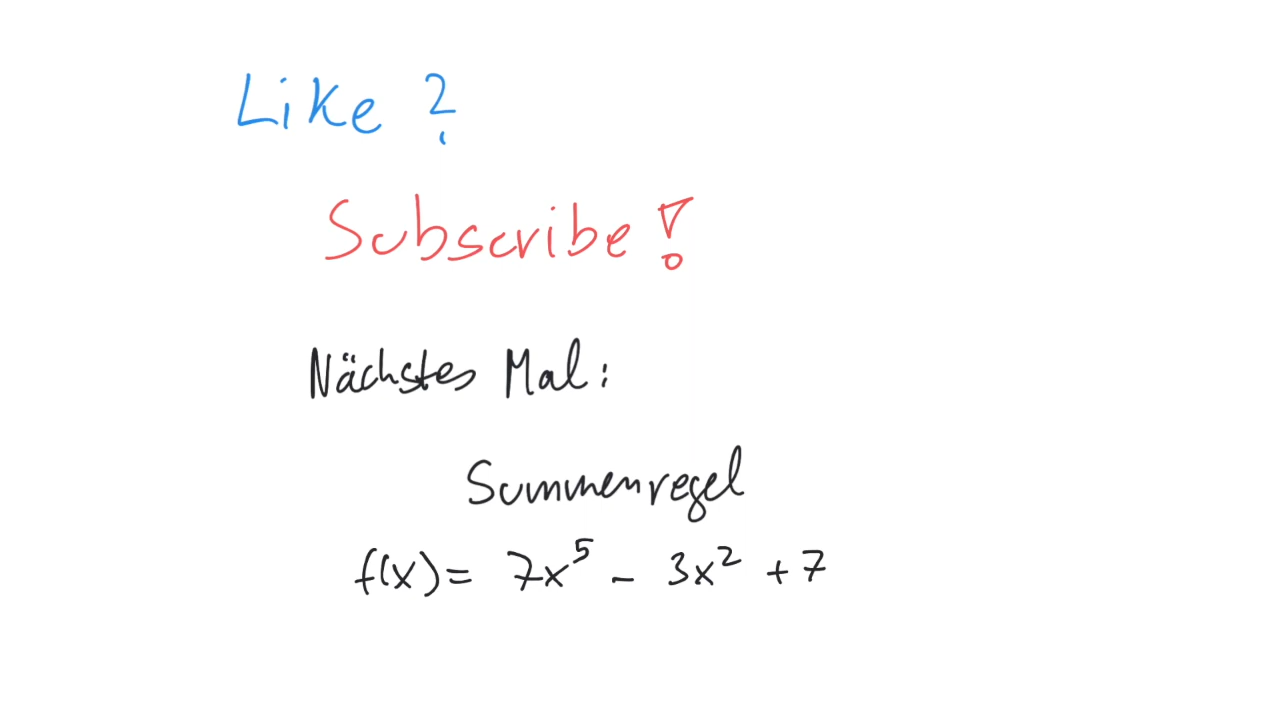 Like ?
Subscribe !
Nächstes Mal:
Summenregel
f(x) = 7x⁵ - 3x² + 7